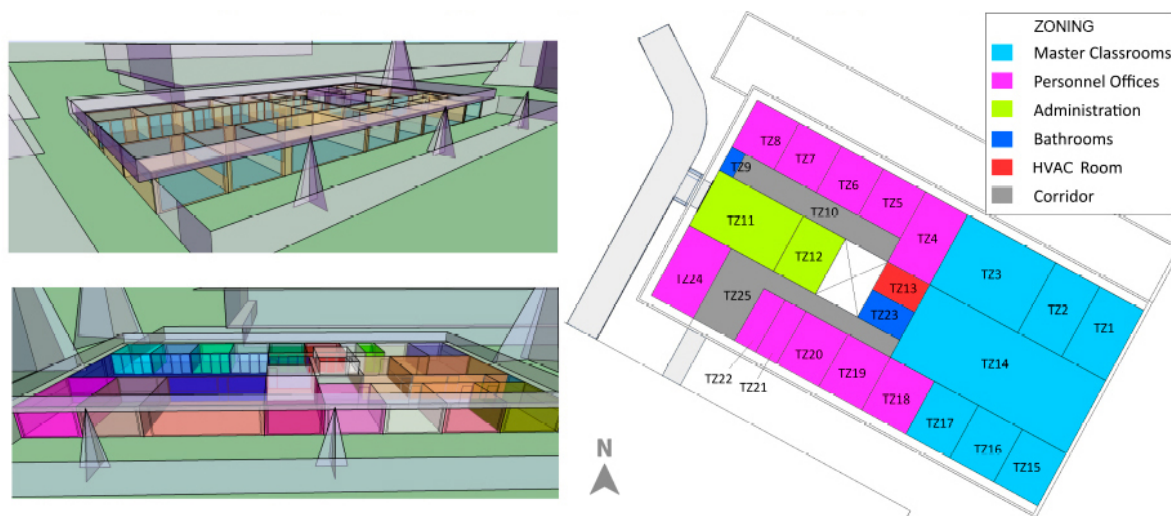 ZONING
Master Classrooms
Personnel Offices
Administration
Bathrooms
HVAC Room
Corridor
TZ8
TZ7
TZ9
TZ6
TZ5
TZ10
TZ4
TZ11
TZ12
TZ3
TZ24
TZ13
TZ2
TZ25
TZ23
TZ1
TZ20
TZ14
TZ22
TZ19
TZ21
TZ18
TZ17
TZ16
TZ15
N